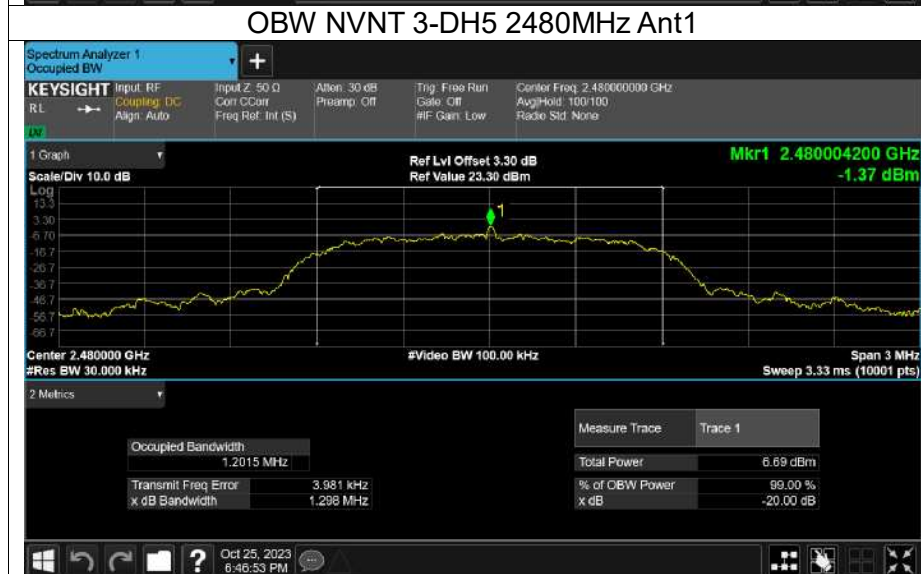 OBW NVNT 3-DH5 2480MHz Ant1
Spectrum Analyzer 1
Occupied BW
+
KEYSIGHT
RL
Input: RF
Coupling: DC
Align: Auto
Input Z: 50 Ω
Corr CCorr
Freq Ref: Int (S)
Atten: 30 dB
Preamp: Off
Trig: Free Run
Gate: Off
#IF Gain: Low
Center Freq: 2.480000000 GHz
Avg|Hold: 100/100
Radio Std: None
1 Graph
Scale/Div 10.0 dB
Ref Lvl Offset 3.30 dB
Ref Value 23.30 dBm
Mkr1 2.480004200 GHz
-1.37 dBm
Log
13.3
3.30
-6.70
-16.7
-26.7
-36.7
-46.7
-56.7
-66.7
1
Center 2.480000 GHz
#Res BW 30.000 kHz
#Video BW 100.00 kHz
Span 3 MHz
Sweep 3.33 ms (10001 pts)
2 Metrics
Occupied Bandwidth
1.2015 MHz
Transmit Freq Error 3.981 kHz
x dB Bandwidth 1.298 MHz
Measure Trace Trace 1
Total Power 6.69 dBm
% of OBW Power 99.00 %
x dB -20.00 dB
?
Oct 25, 2023
6:46:53 PM